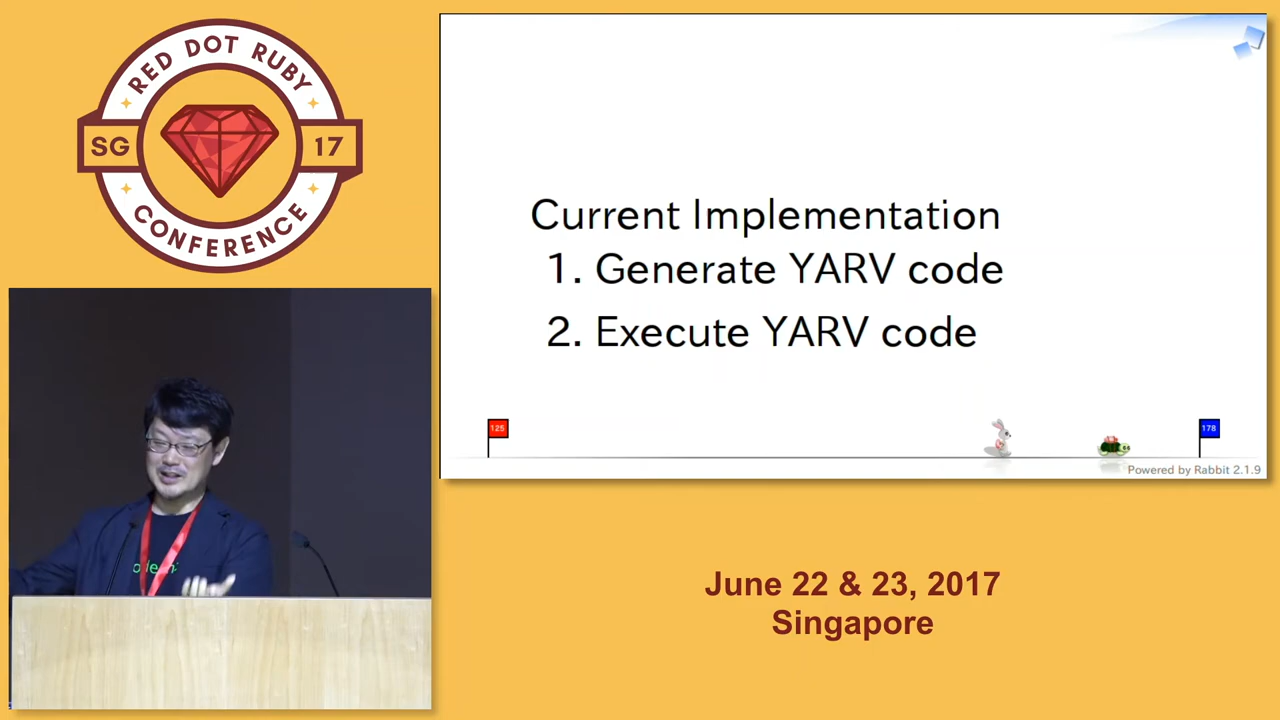 RED DOT RUBY
SG
17
CONFERENCE
Current Implementation
1. Generate YARV code
2. Execute YARV code
125
178
Powered by Rabbit 2.1.9
June 22 & 23, 2017
Singapore